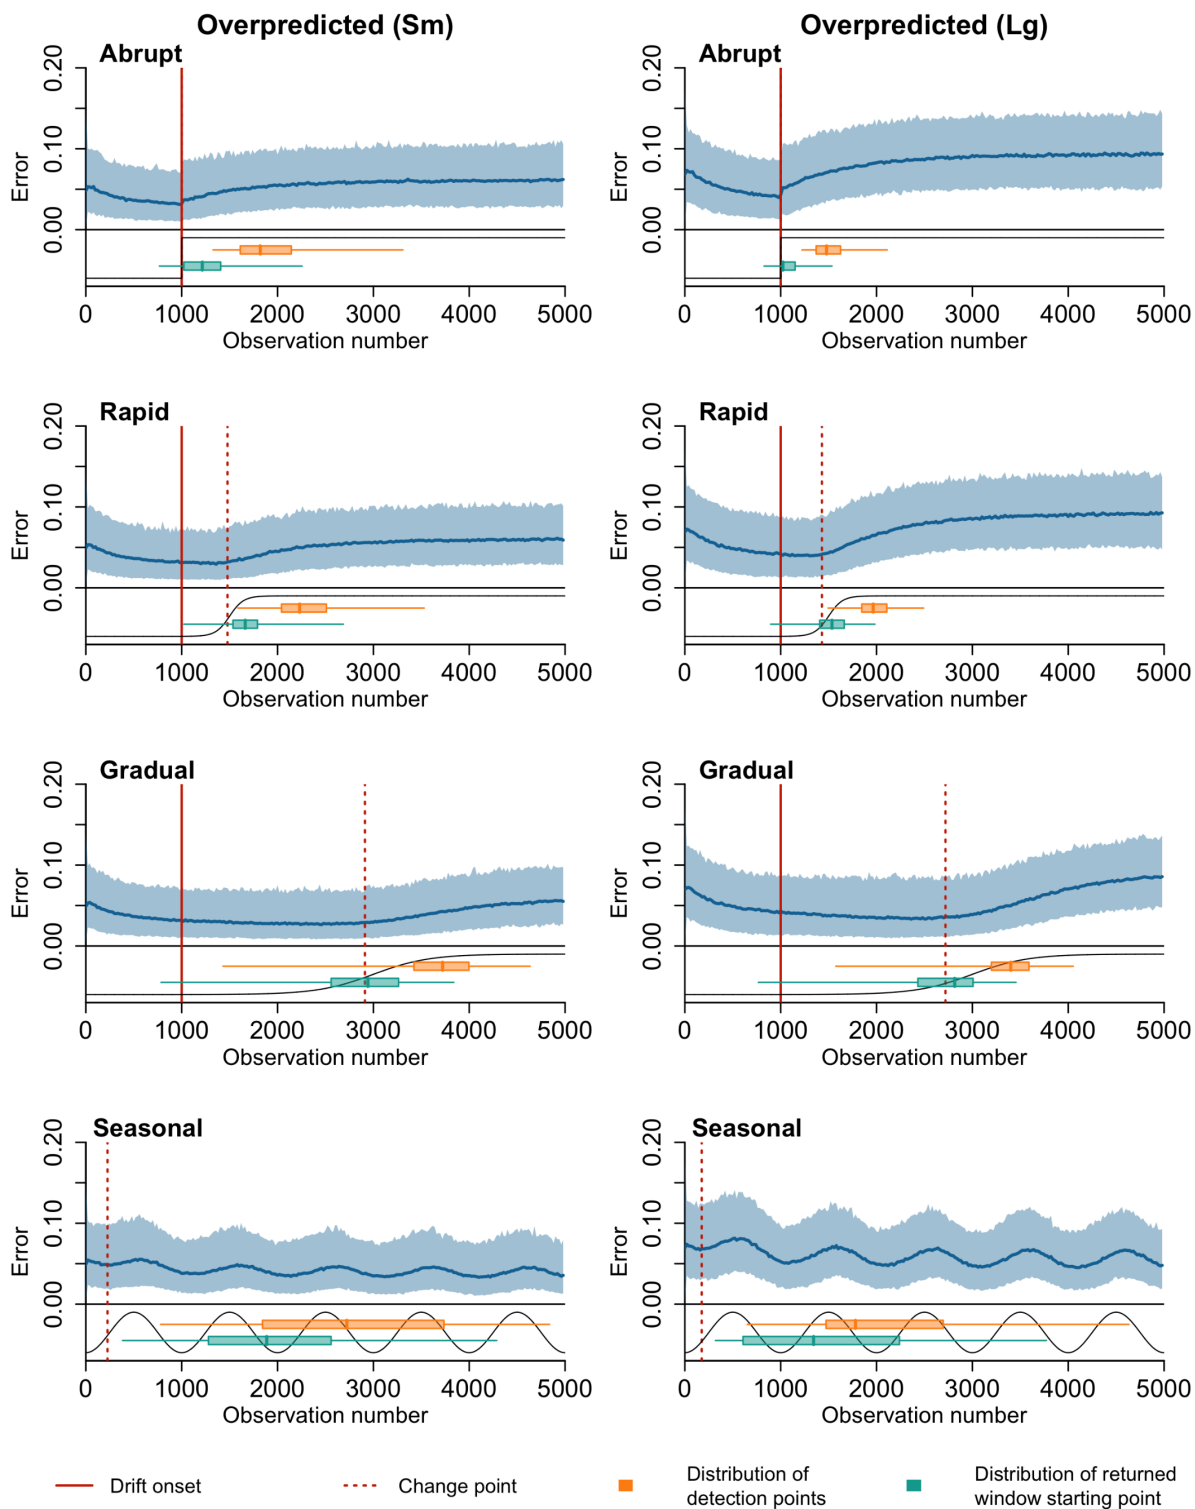 Overpredicted (Sm)
Overpredicted (Lg)
Abrupt
Error
0.00 0.10 0.20
0 1000 2000 3000 4000 5000
Observation number
Abrupt
Error
0.00 0.10 0.20
0 1000 2000 3000 4000 5000
Observation number
Rapid
Error
0.00 0.10 0.20
0 1000 2000 3000 4000 5000
Observation number
Rapid
Error
0.00 0.10 0.20
0 1000 2000 3000 4000 5000
Observation number
Gradual
Error
0.00 0.10 0.20
0 1000 2000 3000 4000 5000
Observation number
Gradual
Error
0.00 0.10 0.20
0 1000 2000 3000 4000 5000
Observation number
Seasonal
Error
0.00 0.10 0.20
0 1000 2000 3000 4000 5000
Observation number
Seasonal
Error
0.00 0.10 0.20
0 1000 2000 3000 4000 5000
Observation number
Drift onset
Change point
Distribution of
detection points
Distribution of returned
window starting point